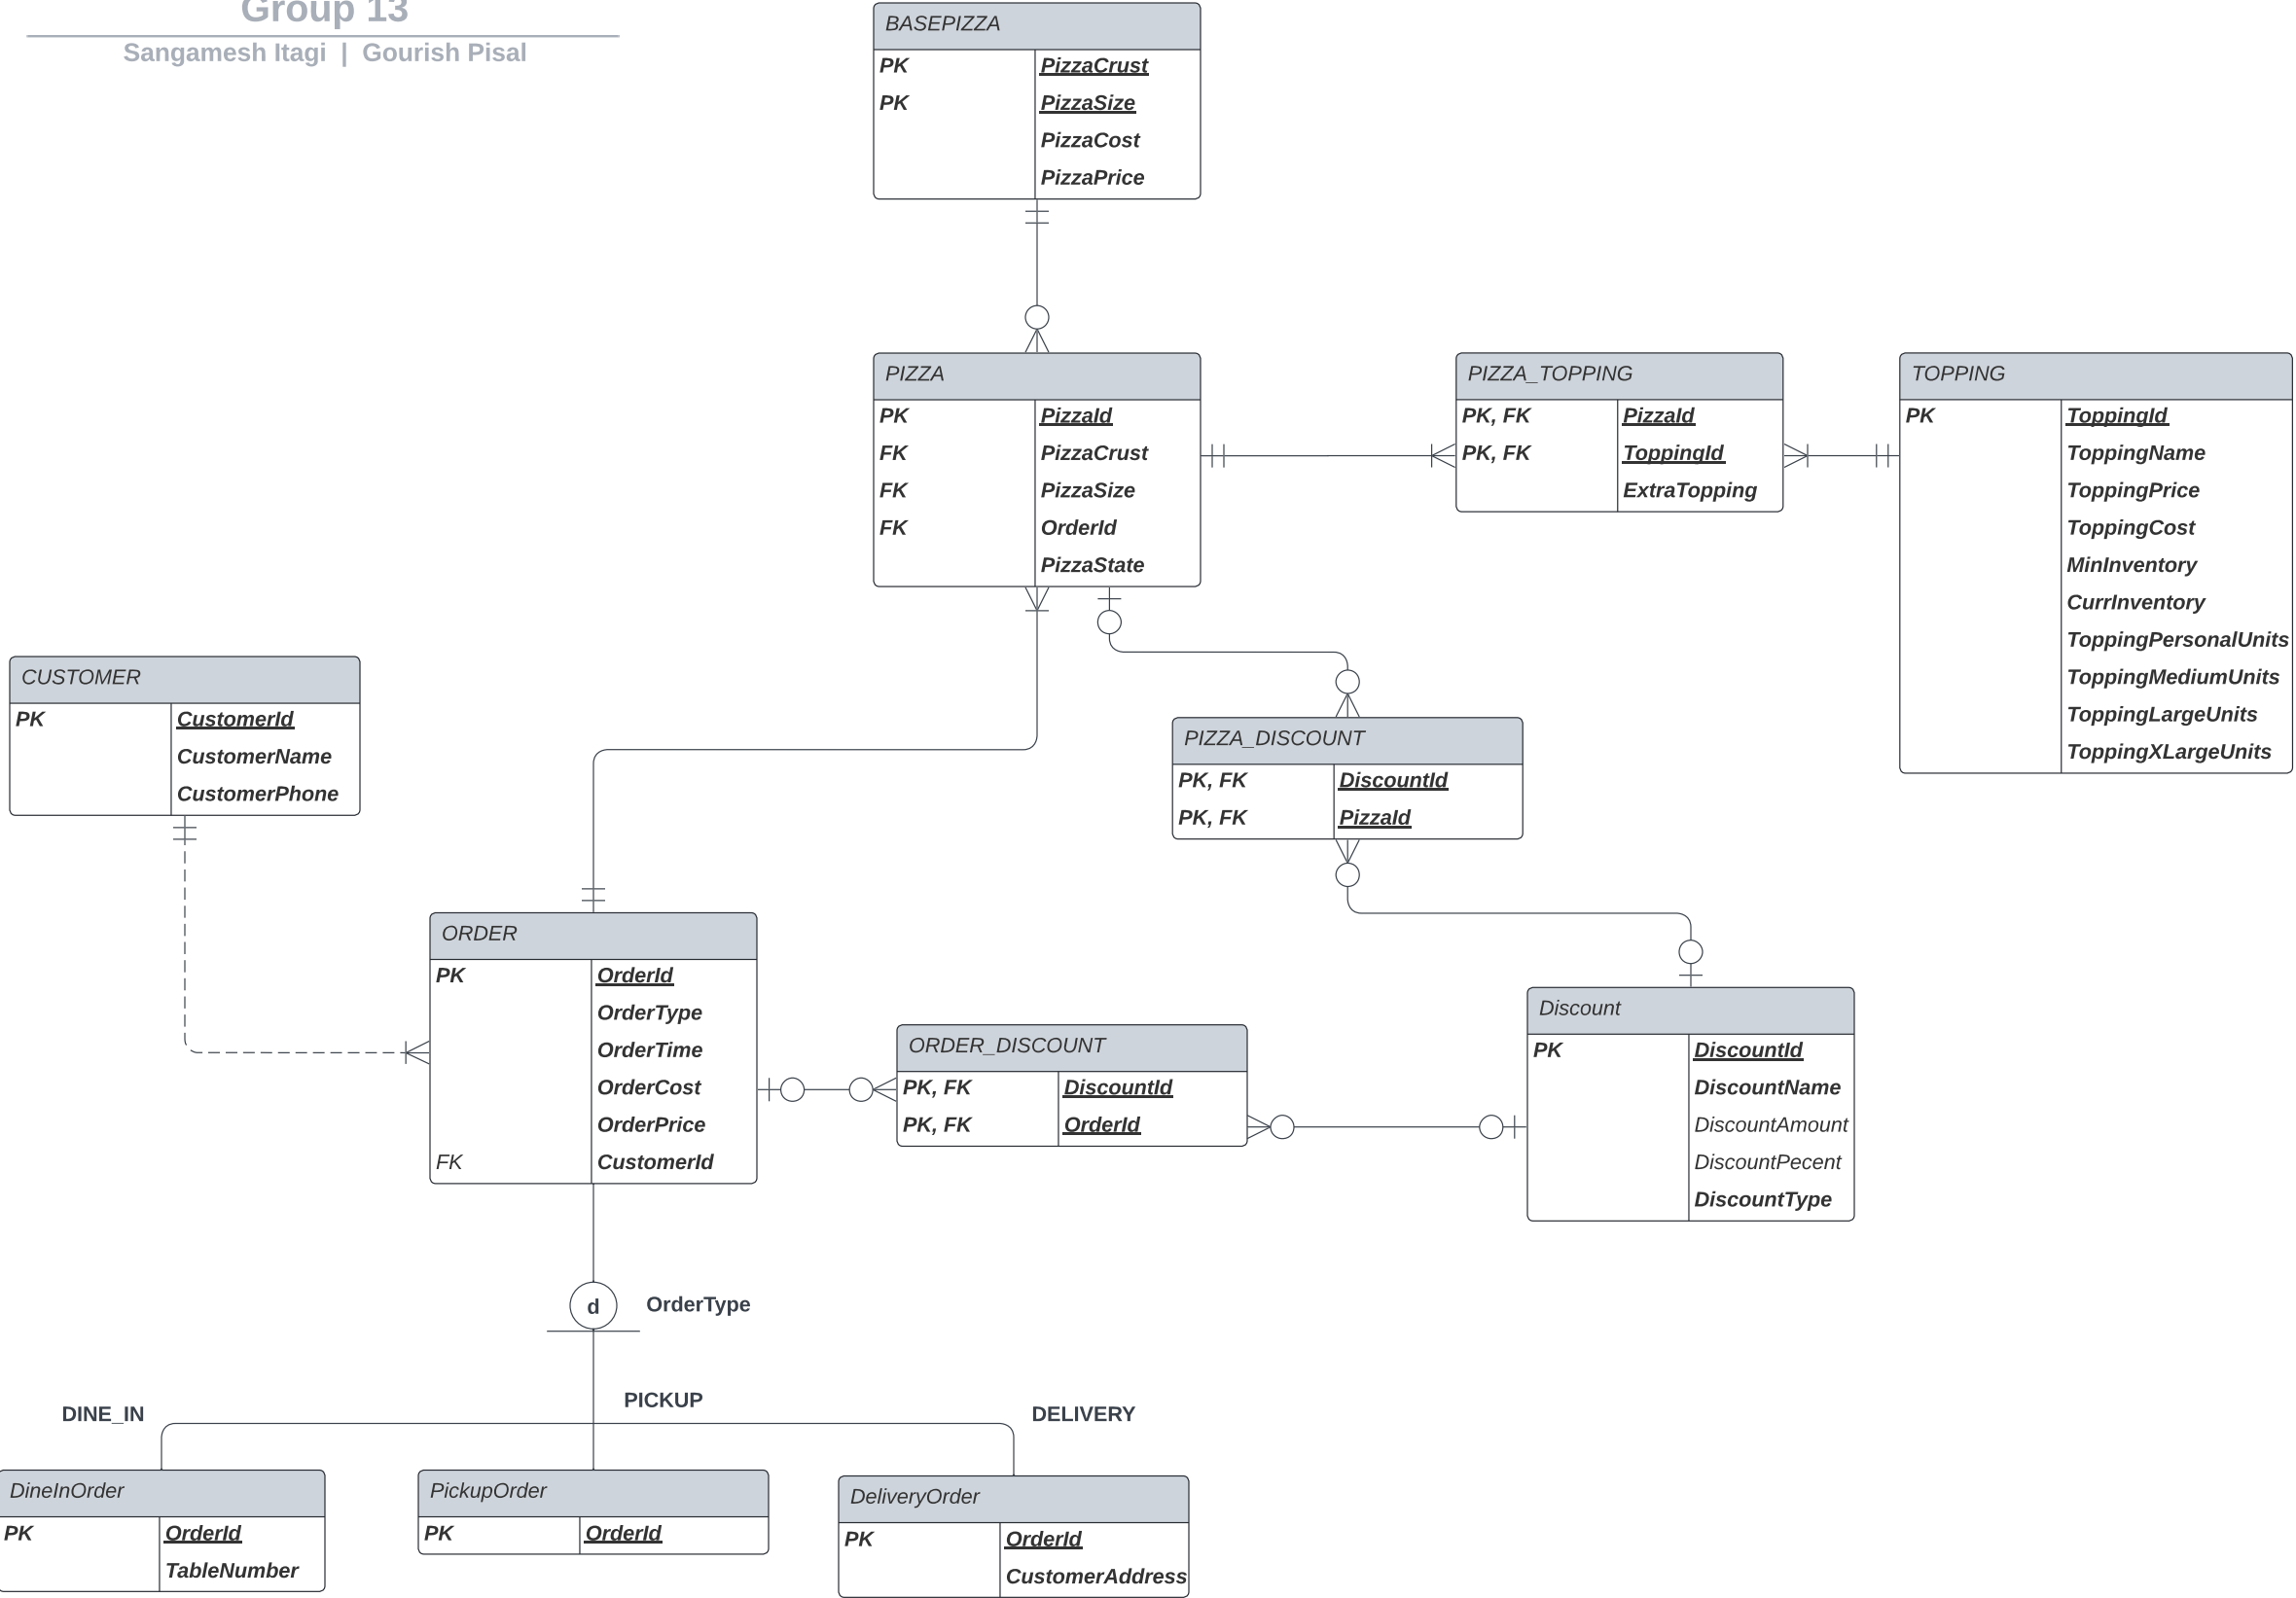 Group 13
Sangamesh Itagi | Gourish Pisal
BASEPIZZA
PK PizzaCrust
PK PizzaSize
PizzaCost
PizzaPrice
PIZZA
PK PizzaId
FK PizzaCrust
FK PizzaSize
FK OrderId
PizzaState
PIZZA_TOPPING
PK, FK PizzaId
PK, FK ToppingId
ExtraTopping
TOPPING
PK ToppingId
ToppingName
ToppingPrice
ToppingCost
MinInventory
CurrInventory
ToppingPersonalUnits
ToppingMediumUnits
ToppingLargeUnits
ToppingXLargeUnits
CUSTOMER
PK CustomerId
CustomerName
CustomerPhone
PIZZA_DISCOUNT
PK, FK DiscountId
PK, FK PizzaId
ORDER
PK OrderId
OrderType
OrderTime
OrderCost
OrderPrice
FK CustomerId
ORDER_DISCOUNT
PK, FK DiscountId
PK, FK OrderId
Discount
PK DiscountId
DiscountName
DiscountAmount
DiscountPecent
DiscountType
d OrderType
DINE_IN
PICKUP
DELIVERY
DineInOrder
PK OrderId
TableNumber
PickupOrder
PK OrderId
DeliveryOrder
PK OrderId
CustomerAddress